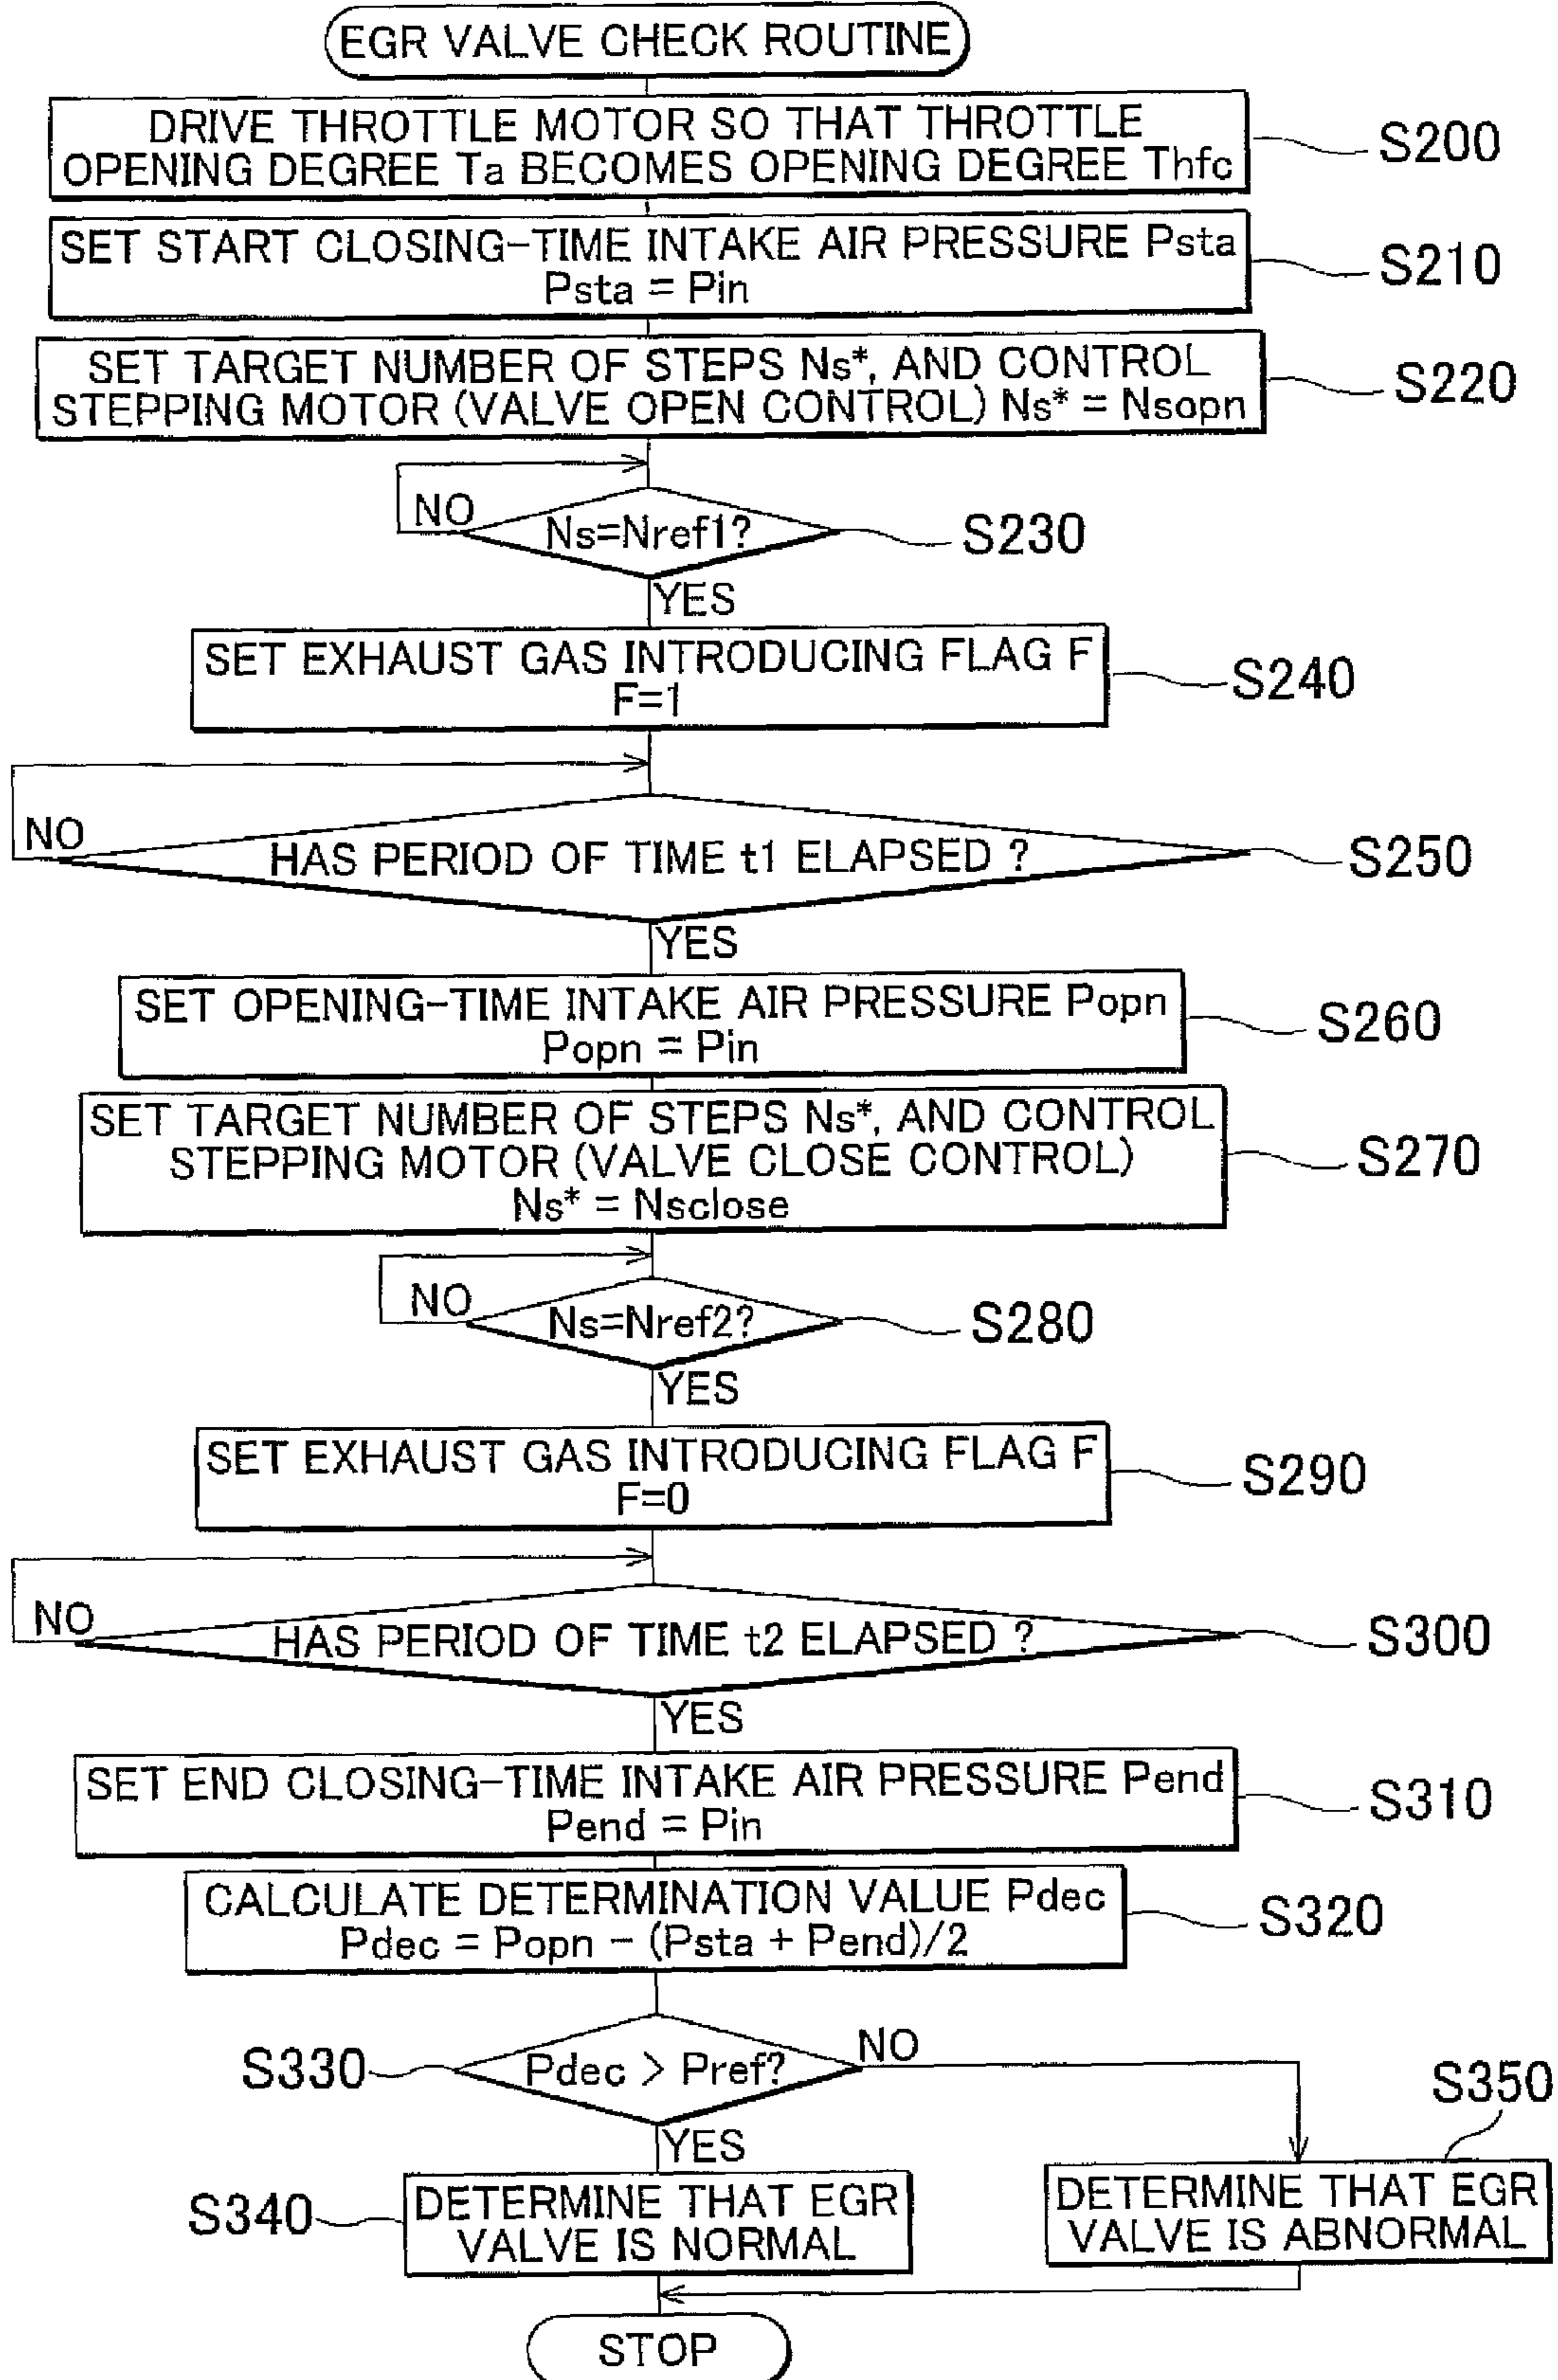 EGR VALVE CHECK ROUTINE
DRIVE THROTTLE MOTOR SO THAT THROTTLE
OPENING DEGREE Ta BECOMES OPENING DEGREE Thfc
S200
SET START CLOSING-TIME INTAKE AIR PRESSURE Psta
Psta = Pin
S210
SET TARGET NUMBER OF STEPS Ns*, AND CONTROL
STEPPING MOTOR (VALVE OPEN CONTROL) Ns* = Nsopn
S220
NO
Ns=Nref1?
S230
YES
SET EXHAUST GAS INTRODUCING FLAG F
F=1
S240
NO
HAS PERIOD OF TIME t1 ELAPSED ?
S250
YES
SET OPENING-TIME INTAKE AIR PRESSURE Popn
Popn = Pin
S260
SET TARGET NUMBER OF STEPS Ns*, AND CONTROL
STEPPING MOTOR (VALVE CLOSE CONTROL)
Ns* = Nsclose
S270
NO
Ns=Nref2?
S280
YES
SET EXHAUST GAS INTRODUCING FLAG F
F=0
S290
NO
HAS PERIOD OF TIME t2 ELAPSED ?
S300
YES
SET END CLOSING-TIME INTAKE AIR PRESSURE Pend
Pend = Pin
S310
CALCULATE DETERMINATION VALUE Pdec
Pdec = Popn - (Psta + Pend)/2
S320
S330
Pdec > Pref?
NO
YES
S350
S340
DETERMINE THAT EGR
VALVE IS NORMAL
DETERMINE THAT EGR
VALVE IS ABNORMAL
STOP